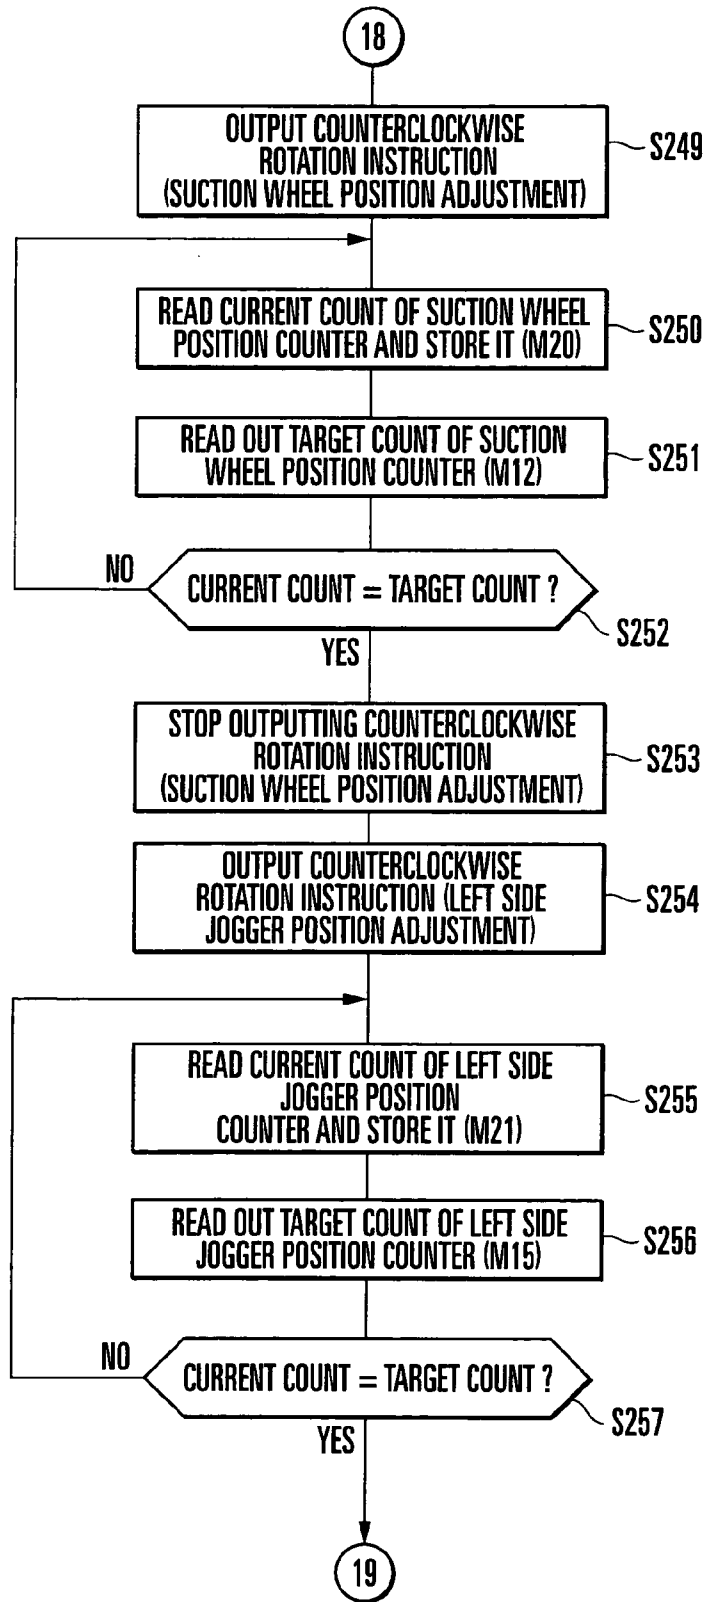 18
OUTPUT COUNTERCLOCKWISE
ROTATION INSTRUCTION
(SUCTION WHEEL POSITION ADJUSTMENT)
S249
READ CURRENT COUNT OF SUCTION WHEEL
POSITION COUNTER AND STORE IT (M20)
S250
READ OUT TARGET COUNT OF SUCTION
WHEEL POSITION COUNTER (M12)
S251
NO
CURRENT COUNT = TARGET COUNT ?
S252
YES
STOP OUTPUTTING COUNTERCLOCKWISE
ROTATION INSTRUCTION
(SUCTION WHEEL POSITION ADJUSTMENT)
S253
OUTPUT COUNTERCLOCKWISE
ROTATION INSTRUCTION (LEFT SIDE
JOGGER POSITION ADJUSTMENT)
S254
READ CURRENT COUNT OF LEFT SIDE
JOGGER POSITION
COUNTER AND STORE IT (M21)
S255
READ OUT TARGET COUNT OF LEFT SIDE
JOGGER POSITION COUNTER (M15)
S256
NO
CURRENT COUNT = TARGET COUNT ?
S257
YES
19